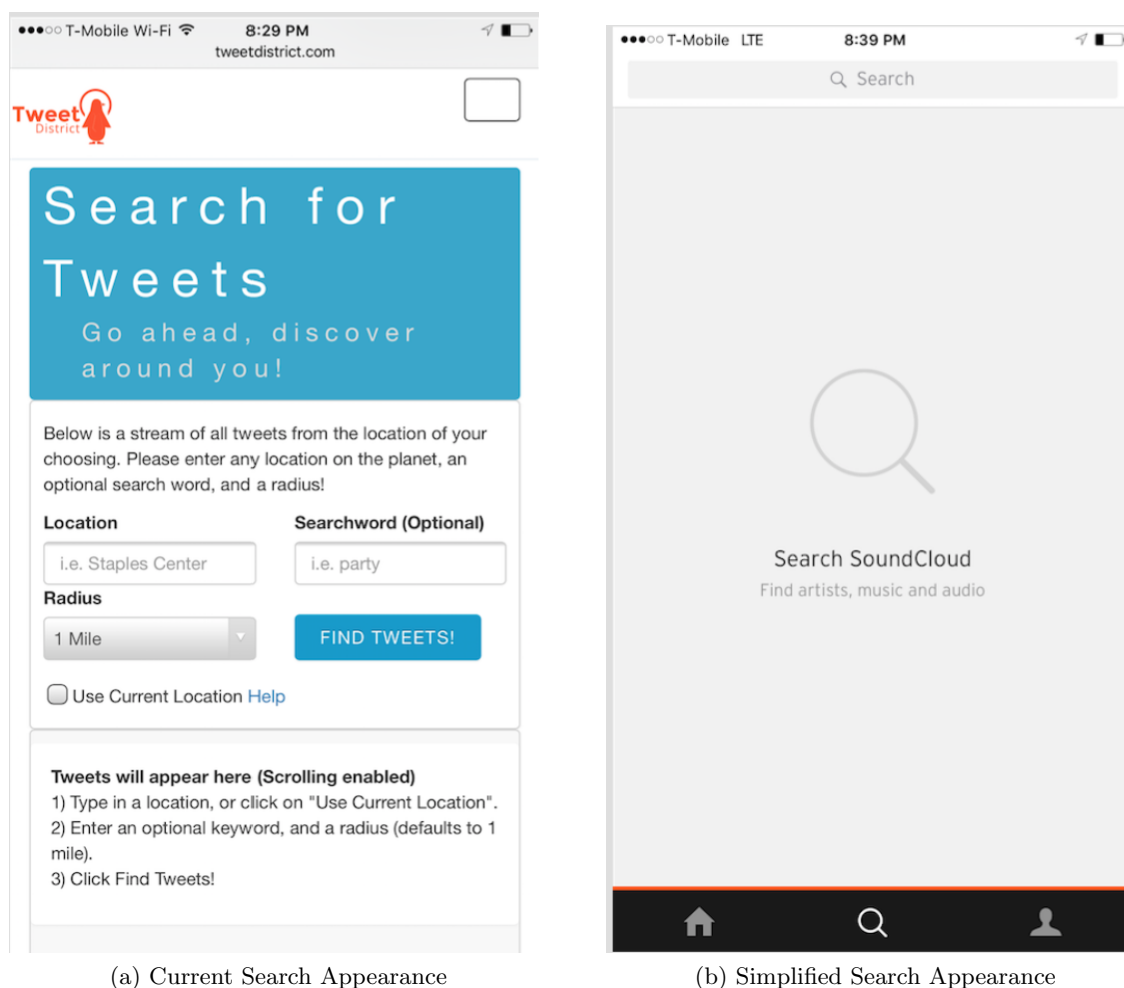 T-Mobile Wi-Fi 8:29 PM
tweetdistrict.com
Tweet
District
Search for
Tweets
Go ahead, discover
around you!
Below is a stream of all tweets from the location of your
choosing. Please enter any location on the planet, an
optional search word, and a radius!
Location Searchword (Optional)
i.e. Staples Center i.e. party
Radius
1 Mile FIND TWEETS!
Use Current Location Help
Tweets will appear here (Scrolling enabled)
1) Type in a location, or click on "Use Current Location".
2) Enter an optional keyword, and a radius (defaults to 1
mile).
3) Click Find Tweets!
(a) Current Search Appearance
T-Mobile LTE 8:39 PM
Search
Search SoundCloud
Find artists, music and audio
(b) Simplified Search Appearance